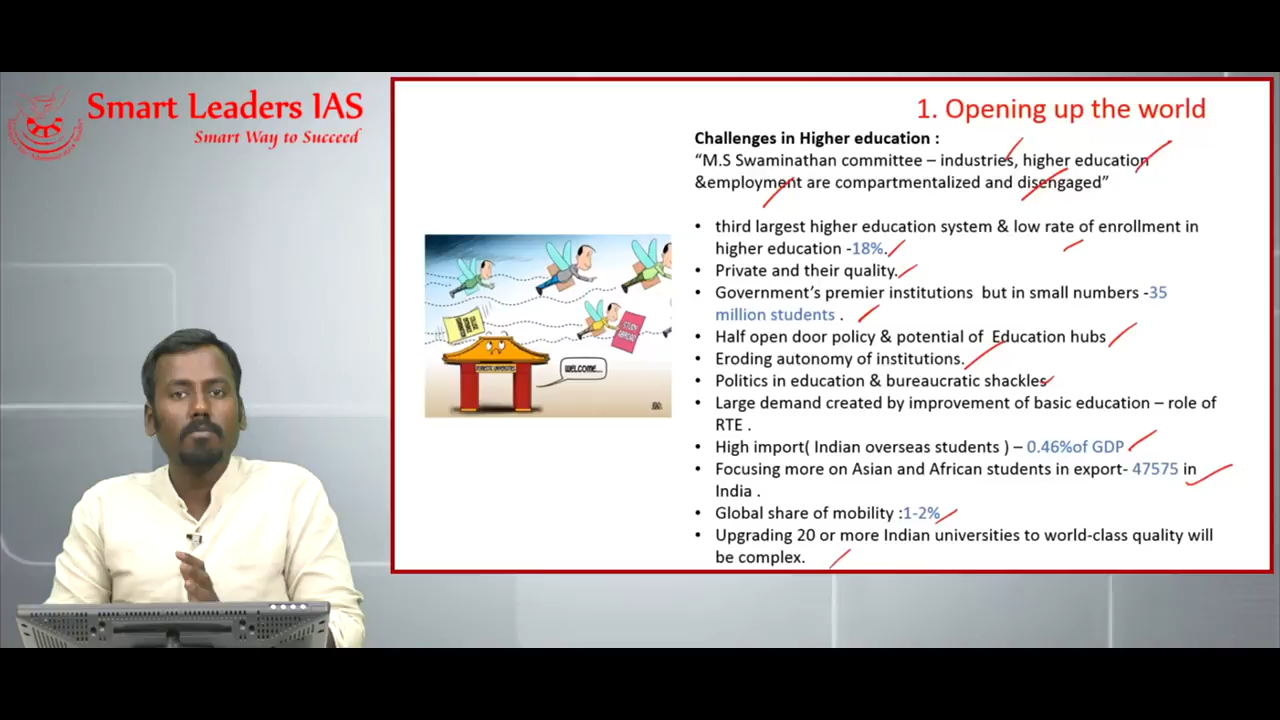 Smart Leaders IAS
Smart Way to Succeed
1. Opening up the world
Challenges in Higher education :
“M.S Swaminathan committee – industries, higher education
&employment are compartmentalized and disengaged”
• third largest higher education system & low rate of enrollment in
higher education -18%.
• Private and their quality.
• Government’s premier institutions but in small numbers -35
million students .
• Half open door policy & potential of Education hubs
• Eroding autonomy of institutions.
• Politics in education & bureaucratic shackles
• Large demand created by improvement of basic education – role of
RTE .
• High import( Indian overseas students ) – 0.46%of GDP
• Focusing more on Asian and African students in export- 47575 in
India .
• Global share of mobility :1-2%
• Upgrading 20 or more Indian universities to world-class quality will
be complex.
STUDY
ABROAD
WELCOME...